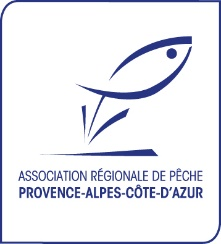 ASSOCIATION RÉGIONALE DE PÊCHE
PROVENCE-ALPES-CÔTE-D'AZUR